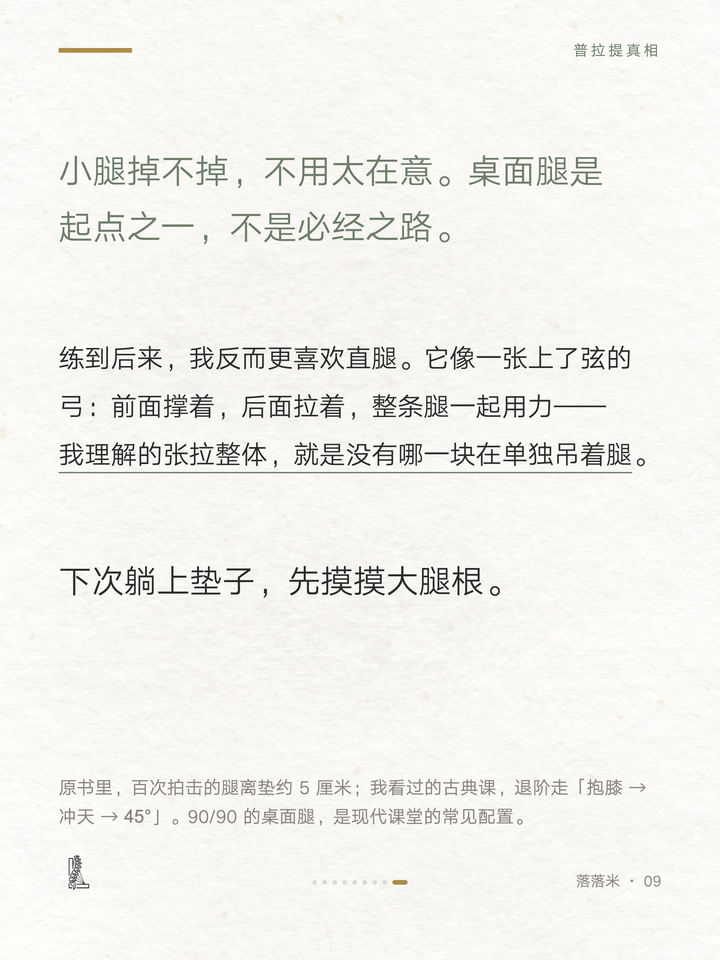 普拉提真相
小腿掉不掉，不用太在意。桌面腿是
起点之一，不是必经之路。
练到后来，我反而更喜欢直腿。它像一张上了弦的
弓：前面撑着，后面拉着，整条腿一起用力——
我理解的张拉整体，就是没有哪一块在单独吊着腿。
下次躺上垫子，先摸摸大腿根。
原书里，百次拍击的腿离垫约 5 厘米；我看过的古典课，退阶走「抱膝 →
冲天 → 45°」。90/90 的桌面腿，是现代课堂的常见配置。
落落米 · 09